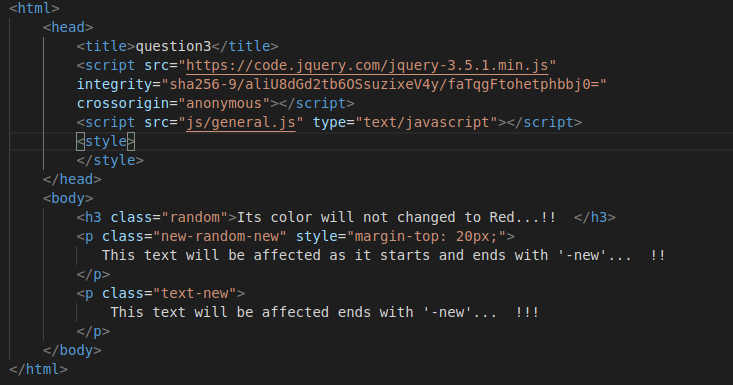 <html>
<head>
<title>question3</title>
<script src="https://code.jquery.com/jquery-3.5.1.min.js"
integrity="sha256-9/aliU8dGd2tb6OSsuzixeV4y/faTqgFtohetphbbj0="
crossorigin="anonymous"></script>
<script src="js/general.js" type="text/javascript"></script>
<style>
</style>
</head>
<body>
<h3 class="random">Its color will not changed to Red...!!  </h3>
<p class="new-random-new" style="margin-top: 20px;">
This text will be affected as it starts and ends with '-new'...  !!
</p>
<p class="text-new">
This text will be affected ends with '-new'...  !!!
</p>
</body>
</html>